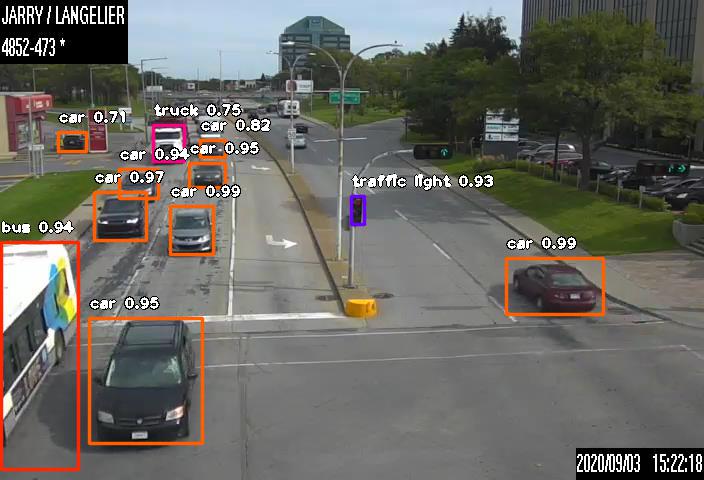 JARRY / LANGELIER
4852-473 *
car 0.71
truck 0.75
car 0.82
car 0.94
car 0.95
car 0.97
car 0.99
traffic light 0.93
bus 0.94
car 0.99
car 0.95
2020/09/03 15:22:18